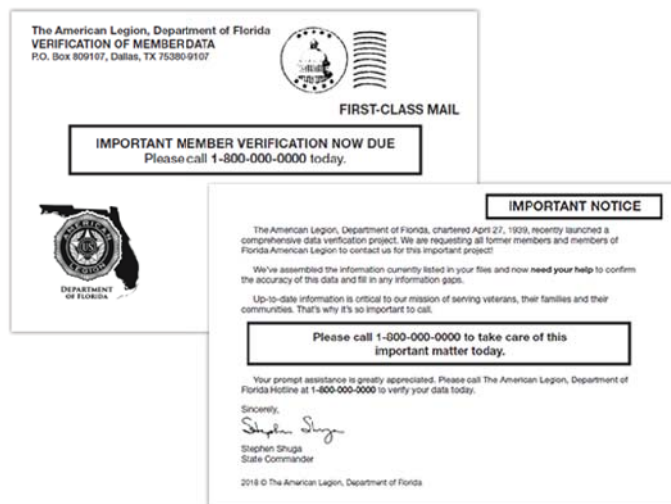 The American Legion, Department of Florida
VERIFICATION OF MEMBERDATA
P.O. Box 809107, Dallas, TX 75380-9107
FIRST-CLASS MAIL
IMPORTANT MEMBER VERIFICATION NOW DUE
Please call 1-800-000-0000 today.
AMERICAN
US
LEGION
DEPARTMENT
OF FLORIDA
IMPORTANT NOTICE
The American Legion, Department of Florida, chartered April 27, 1939, recently launched a
comprehensive data verification project. We are requesting all former members and members of
Florida American Legion to contact us for this important project!
We've assembled the information currently listed in your files and now need your help to confirm
the accuracy of this data and fill in any information gaps.
Up-to-date information is critical to our mission of serving veterans, their families and their
communities. That's why it's so important to call.
Please call 1-800-000-0000 to take care of this
important matter today.
Your prompt assistance is greatly appreciated. Please call The American Legion, Department of
Florida Hotline at 1-800-000-0000 to verify your data today.
Sincerely,
Stephen Shuga
Stephen Shuga
State Commander
2018 © The American Legion, Department of Florida